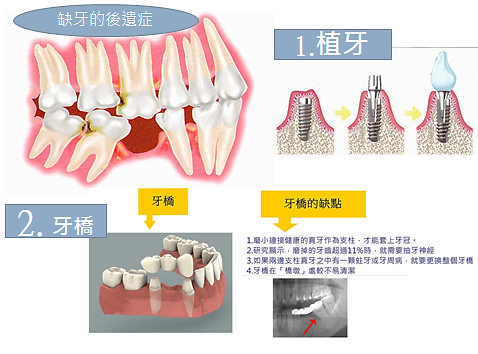 缺牙的後遺症
1.植牙
2. 牙橋
牙橋
牙橋的缺點
1.磨小連接健康的真牙作為支柱，才能套上牙冠。
2.研究顯示，磨掉的牙齒超過11%時，就需要抽牙神經
3.如果兩邊支柱真牙之中有一顆蛀牙或牙周病，就要更換整個牙橋
4.牙橋在「橋墩」處較不易清潔